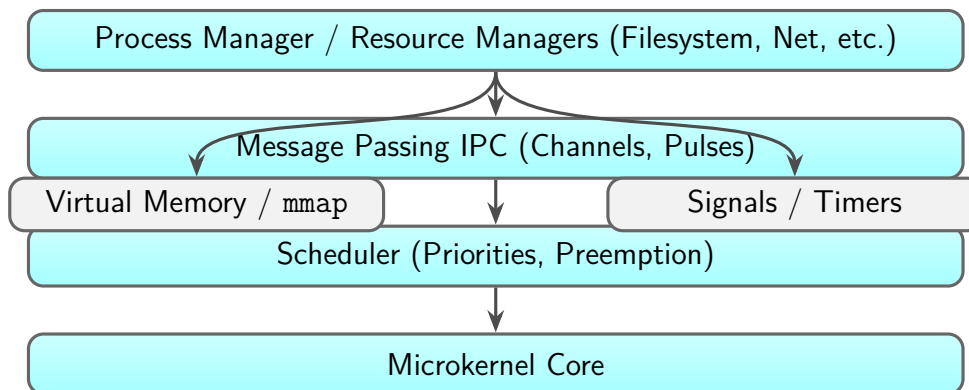 Process Manager / Resource Managers (Filesystem, Net, etc.)
Message Passing IPC (Channels, Pulses)
Virtual Memory / mmap
Signals / Timers
Scheduler (Priorities, Preemption)
Microkernel Core